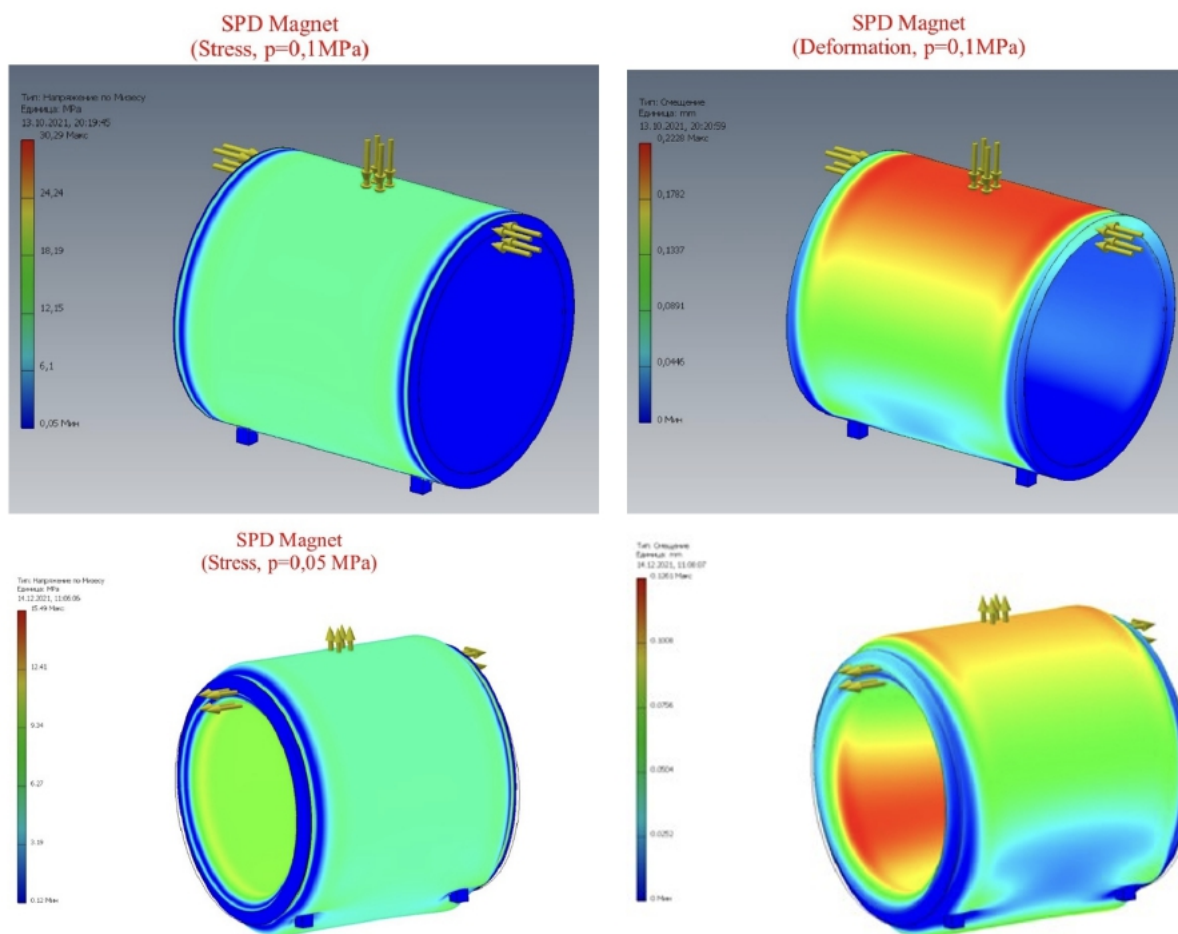 SPD Magnet
(Stress, p=0,1MPa)
Тип: Напряжение по Мизесу
Единица: MPa
13.10.2021, 20:19:45
30,29 Макс
24,24
18,19
12,15
6,1
0,05 Мин
SPD Magnet
(Deformation, p=0,1MPa)
Тип: Смещение
Единица: mm
13.10.2021, 20:20:59
0,2228 Макс
0,1782
0,1337
0,0891
0,0446
0 Мин
SPD Magnet
(Stress, p=0,05 MPa)
Тип: Напряжение по Мизесу
Единица: MPa
14.12.2021, 11:06:06
15.49 Макс
12.41
9.34
6.27
3.19
0.12 Мин
Тип: Смещение
Единица: mm
14.12.2021, 11:08:07
0.1261 Макс
0.1008
0.0756
0.0504
0.0252
0 Мин